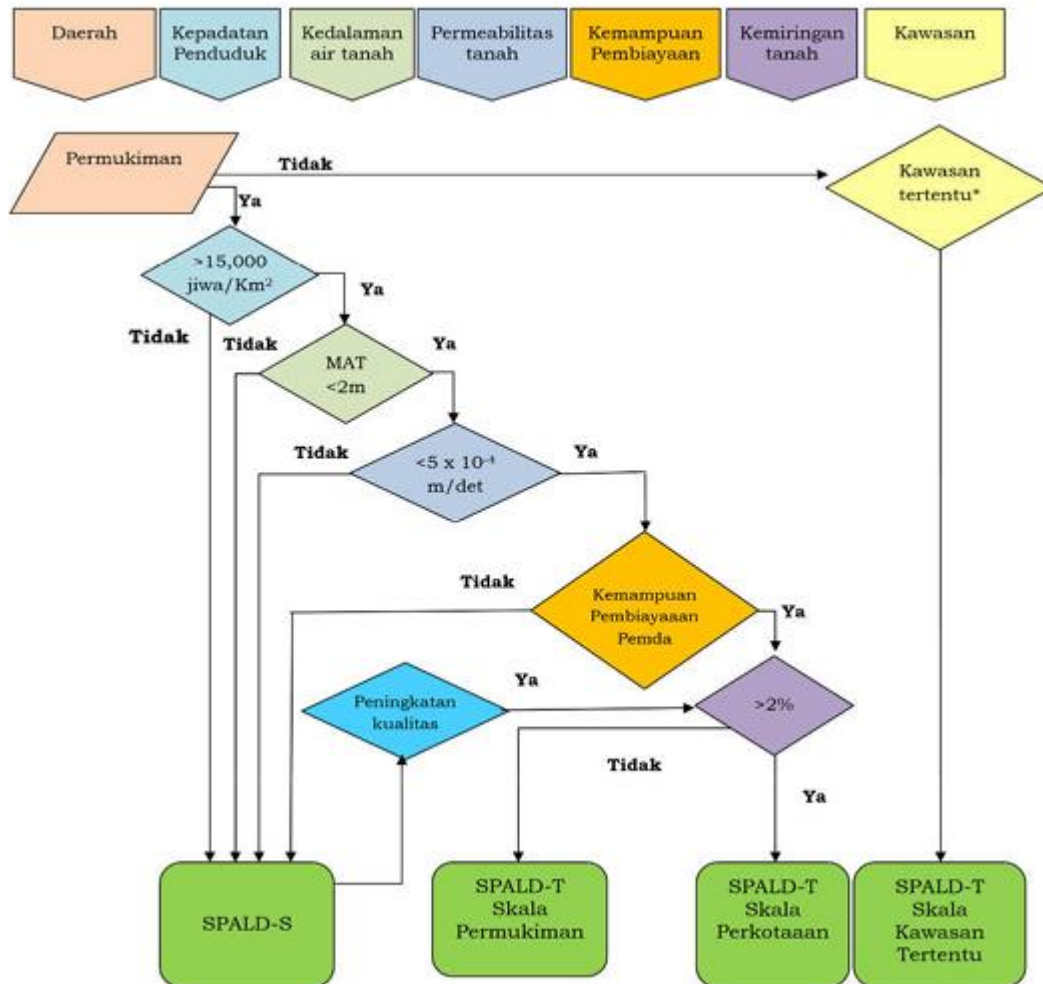 Daerah
Kepadatan
Penduduk
Kedalaman
air tanah
Permeabilitas
tanah
Kemampuan
Pembiayaan
Kemiringan
tanah
Kawasan
Permukiman
Tidak
Kawasan
tertentu*
Ya
>15,000
jiwa/Km²
Ya
Tidak
Tidak
MAT
<2m
Ya
Tidak
<5 x 10⁻⁴
m/det
Ya
Tidak
Kemampuan
Pembiayaaan
Pemda
Ya
Peningkatan
kualitas
Ya
>2%
Tidak
Ya
SPALD-S
SPALD-T
Skala
Permukiman
SPALD-T
Skala
Perkotaaan
SPALD-T
Skala
Kawasan
Tertentu